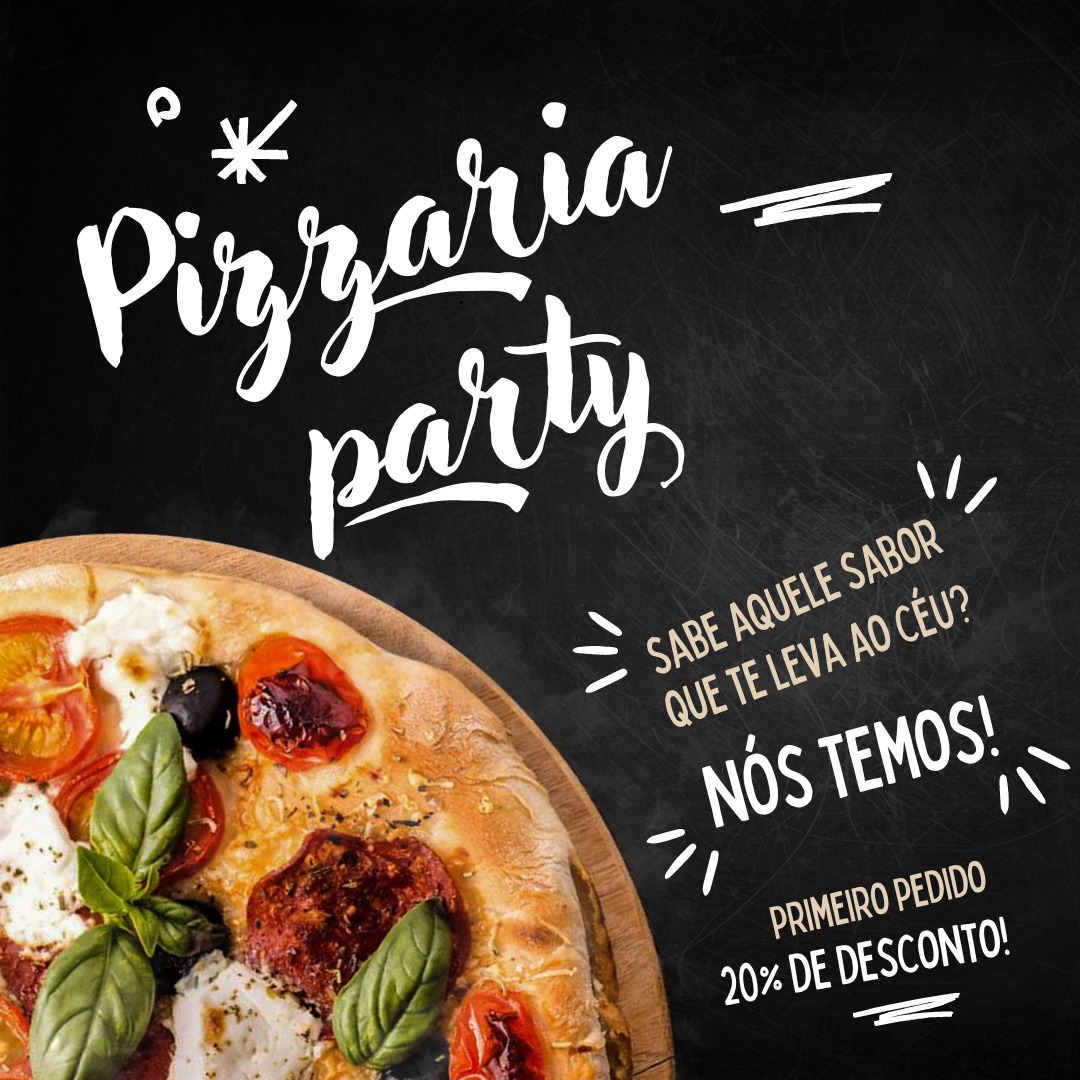 Pizzaria
party
SABE AQUELE SABOR
QUE TE LEVA AO CÉU?
NÓS TEMOS!
PRIMEIRO PEDIDO
20% DE DESCONTO!